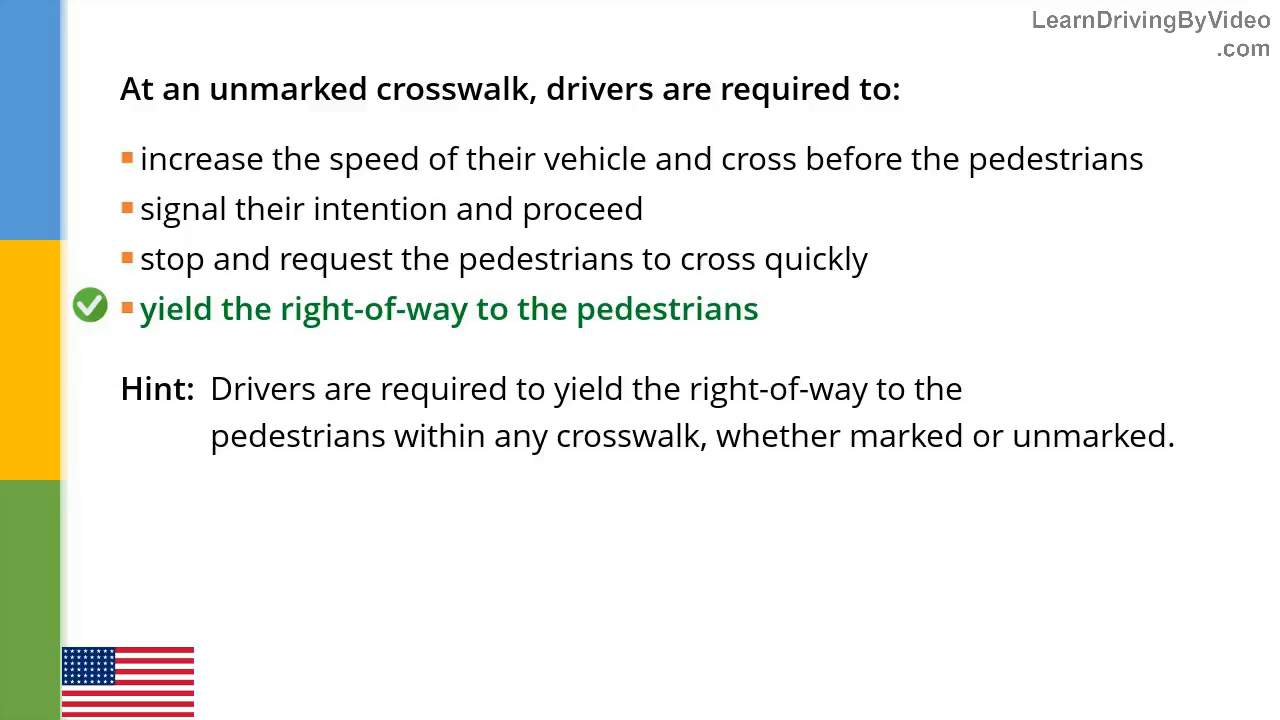 LearnDrivingByVideo
.com
At an unmarked crosswalk, drivers are required to:
increase the speed of their vehicle and cross before the pedestrians
signal their intention and proceed
stop and request the pedestrians to cross quickly
yield the right-of-way to the pedestrians
Hint: Drivers are required to yield the right-of-way to the
pedestrians within any crosswalk, whether marked or unmarked.